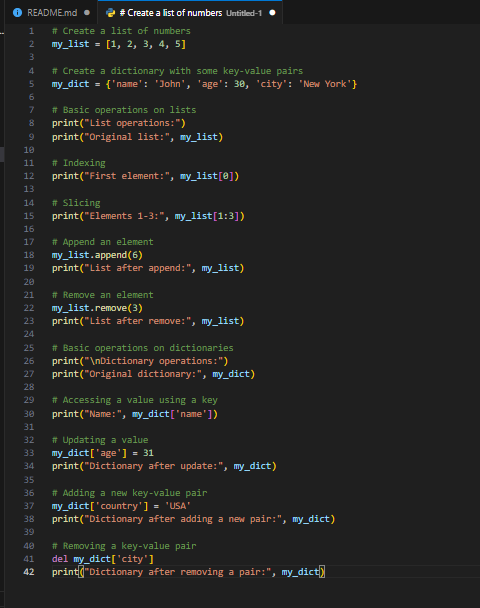 README.md
# Create a list of numbers Untitled-1
1 # Create a list of numbers
2 my_list = [1, 2, 3, 4, 5]
3
4 # Create a dictionary with some key-value pairs
5 my_dict = {'name': 'John', 'age': 30, 'city': 'New York'}
6
7 # Basic operations on lists
8 print("List operations:")
9 print("Original list:", my_list)
10
11 # Indexing
12 print("First element:", my_list[0])
13
14 # Slicing
15 print("Elements 1-3:", my_list[1:3])
16
17 # Append an element
18 my_list.append(6)
19 print("List after append:", my_list)
20
21 # Remove an element
22 my_list.remove(3)
23 print("List after remove:", my_list)
24
25 # Basic operations on dictionaries
26 print("\nDictionary operations:")
27 print("Original dictionary:", my_dict)
28
29 # Accessing a value using a key
30 print("Name:", my_dict['name'])
31
32 # Updating a value
33 my_dict['age'] = 31
34 print("Dictionary after update:", my_dict)
35
36 # Adding a new key-value pair
37 my_dict['country'] = 'USA'
38 print("Dictionary after adding a new pair:", my_dict)
39
40 # Removing a key-value pair
41 del my_dict['city']
42 print("Dictionary after removing a pair:", my_dict)